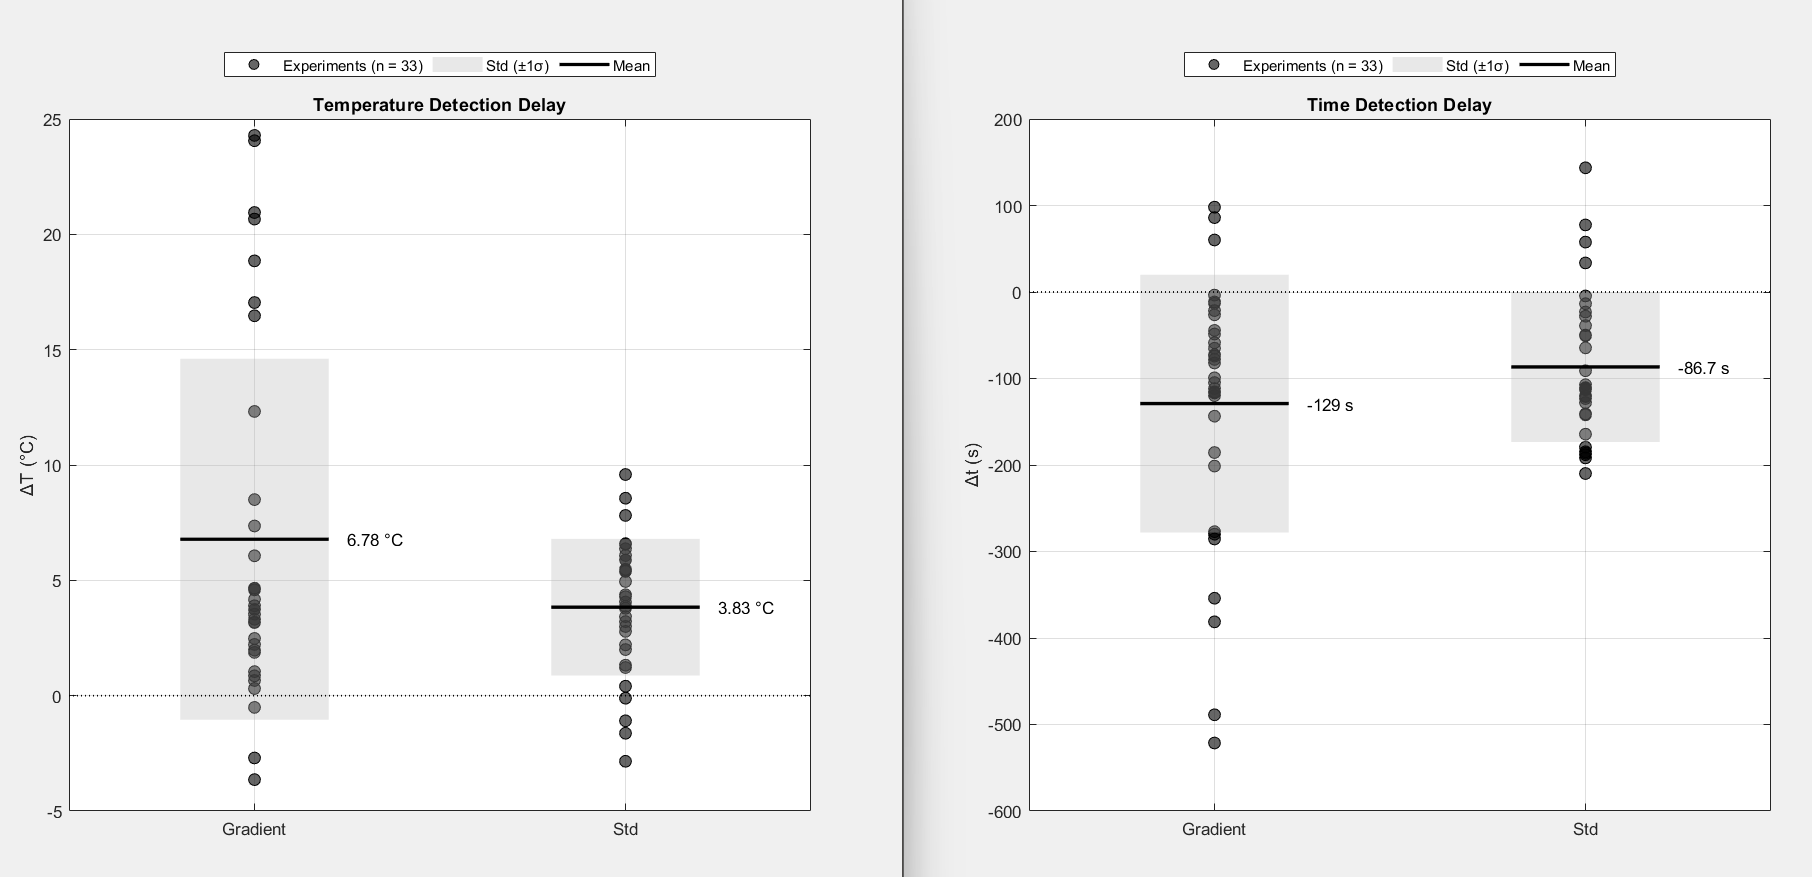 Experiments (n = 33) Std (±1σ) Mean
Temperature Detection Delay
25
20
15
10
5
0
-5
ΔT (°C)
6.78 °C
3.83 °C
Gradient Std
Experiments (n = 33) Std (±1σ) Mean
Time Detection Delay
200
100
0
-100
-200
-300
-400
-500
-600
Δt (s)
-129 s
-86.7 s
Gradient Std